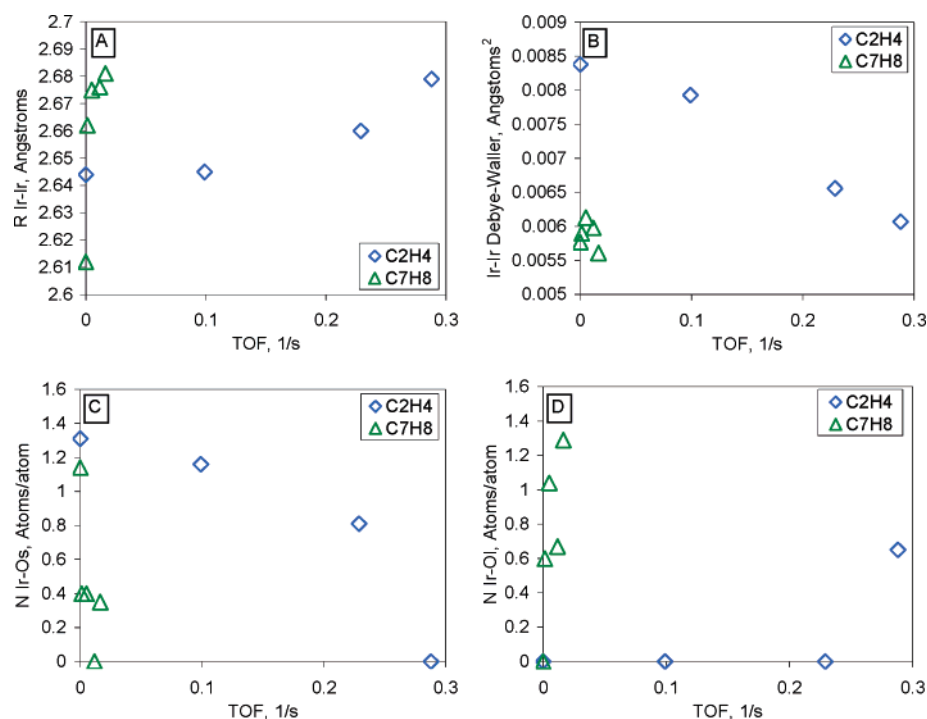 A
R Ir-Ir, Angstroms
2.7
2.69
2.68
2.67
2.66
2.65
2.64
2.63
2.62
2.61
2.6
0
0.1
0.2
0.3
TOF, 1/s
C2H4
C7H8
B
Ir-Ir Debye-Waller, Angstoms²
0.009
0.0085
0.008
0.0075
0.007
0.0065
0.006
0.0055
0.005
0
0.1
0.2
0.3
TOF, 1/s
C2H4
C7H8
C
N Ir-Os, Atoms/atom
1.6
1.4
1.2
1
0.8
0.6
0.4
0.2
0
0
0.1
0.2
0.3
TOF, 1/s
C2H4
C7H8
D
N Ir-Ol, Atoms/atom
1.6
1.4
1.2
1
0.8
0.6
0.4
0.2
0
0
0.1
0.2
0.3
TOF, 1/s
C2H4
C7H8